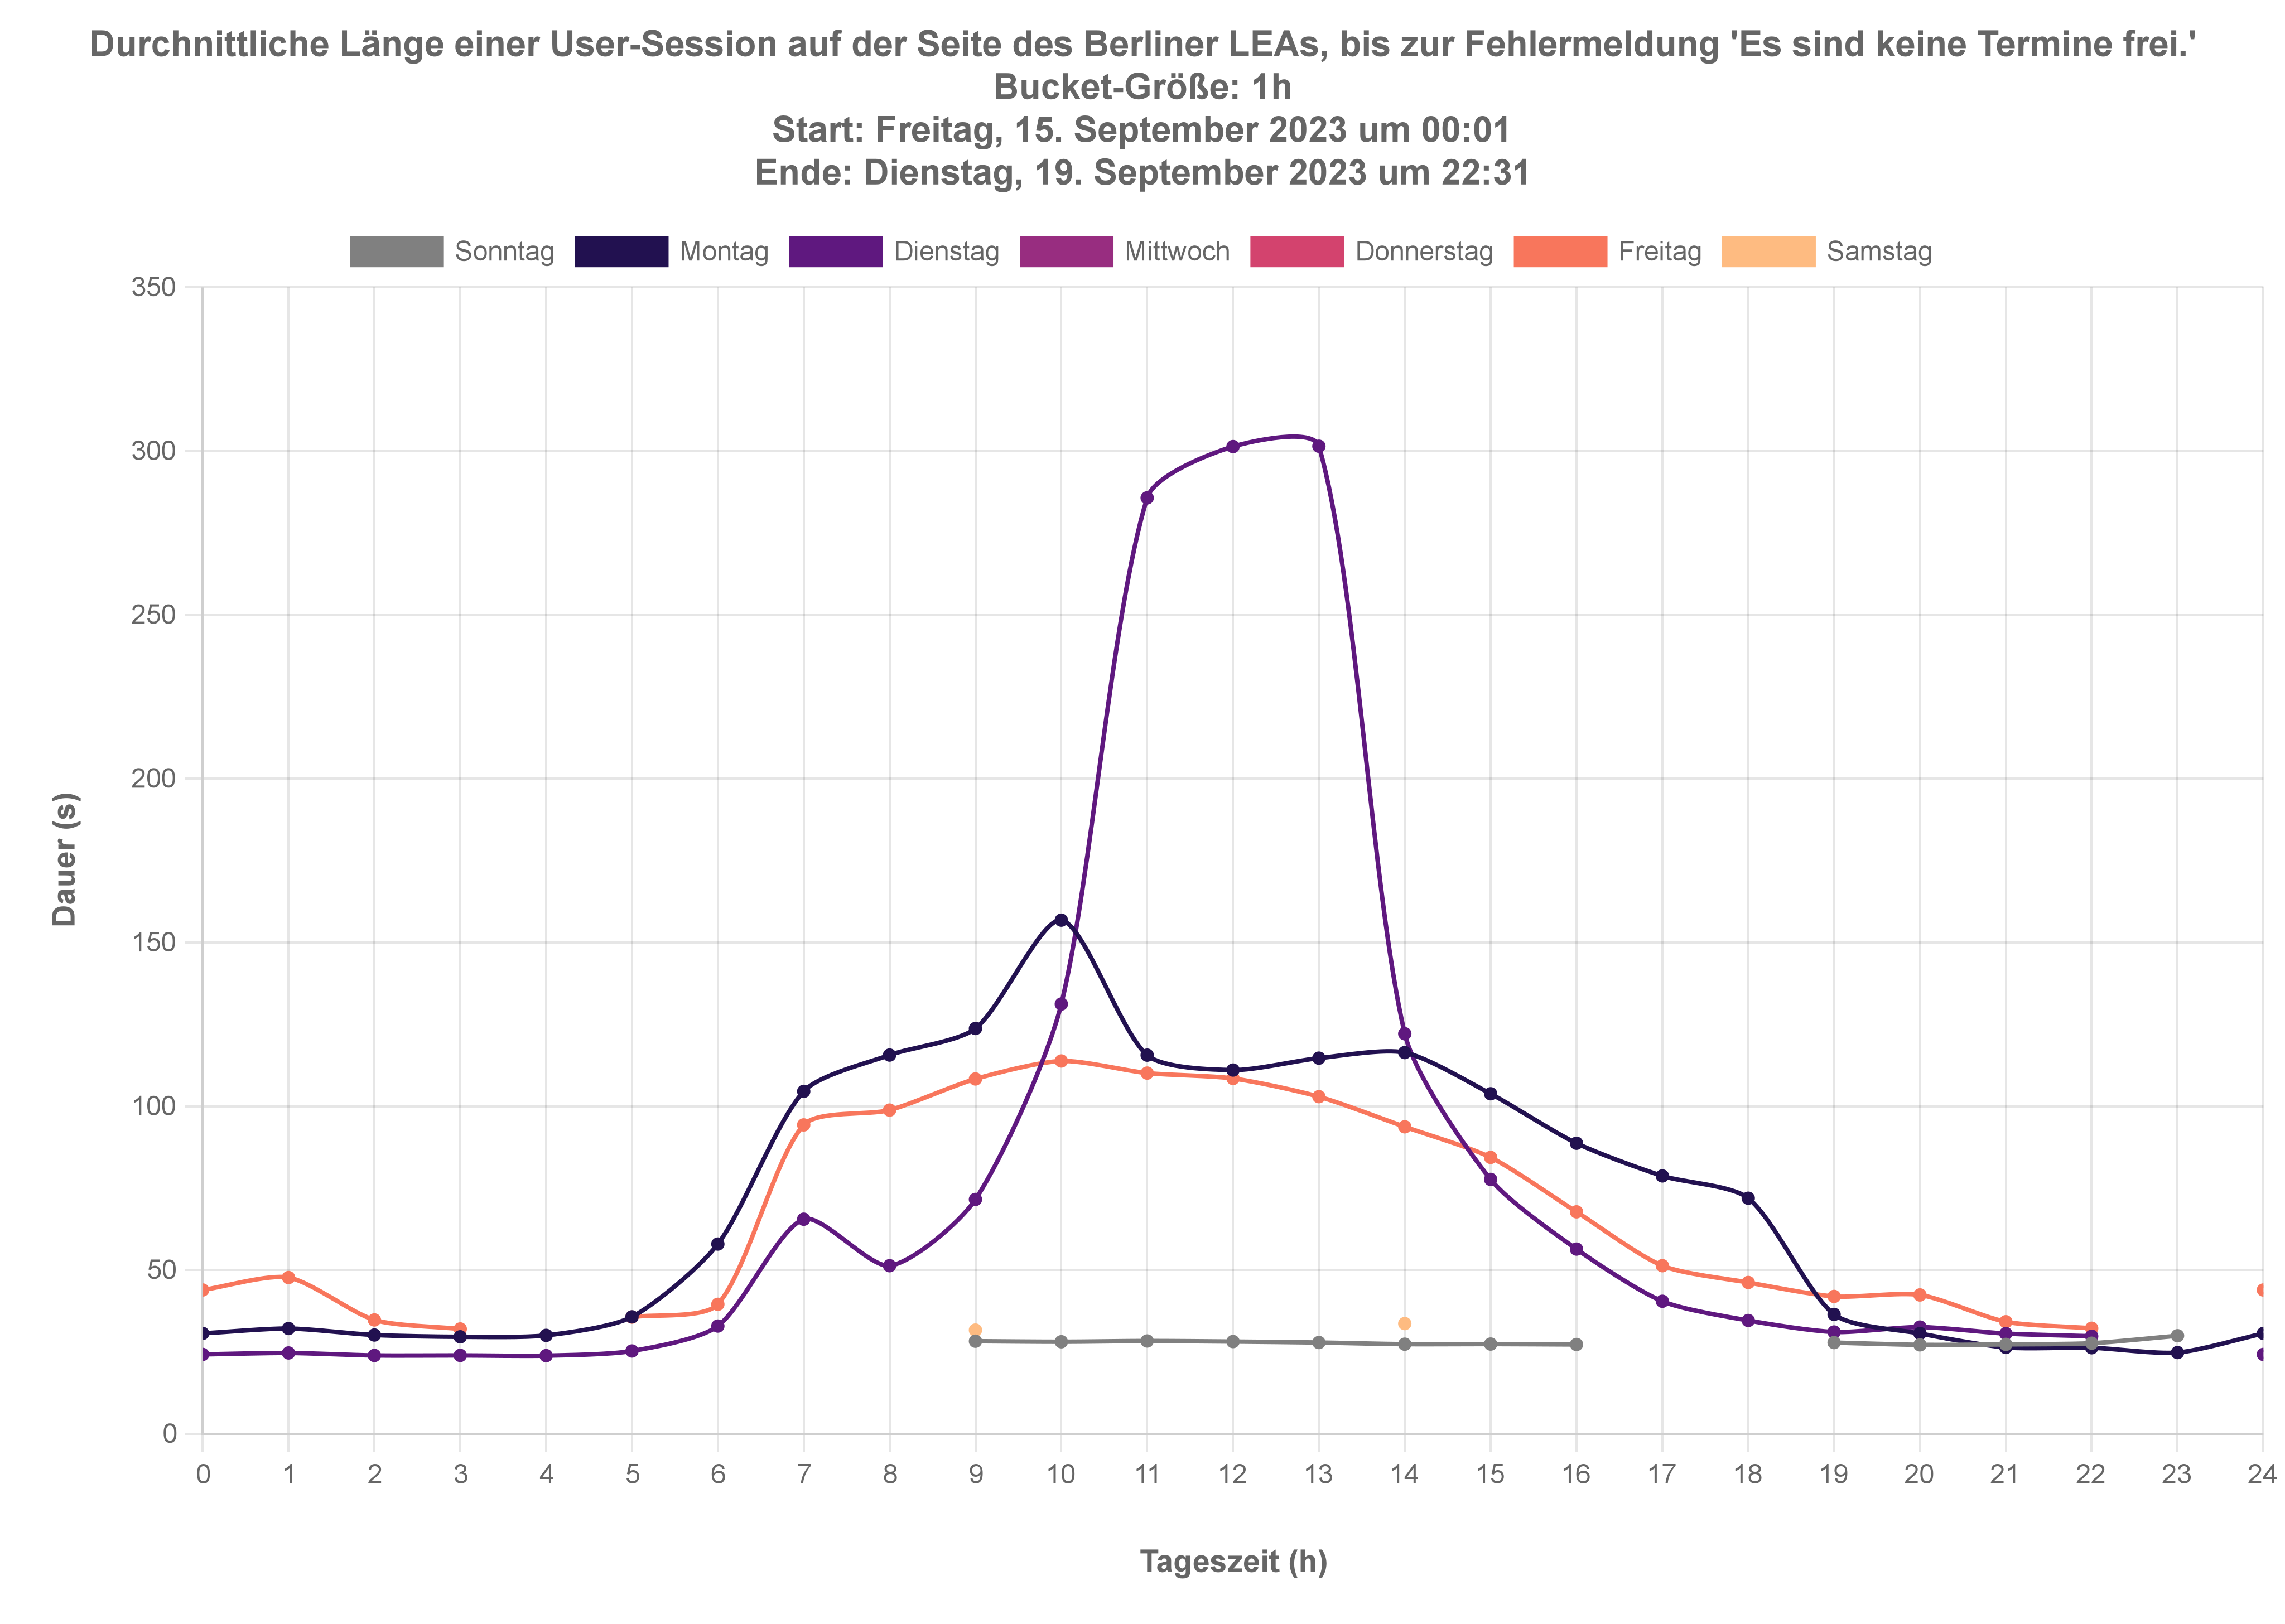 Durchnittliche Länge einer User-Session auf der Seite des Berliner LEAs, bis zur Fehlermeldung 'Es sind keine Termine frei.'
Bucket-Größe: 1h
Start: Freitag, 15. September 2023 um 00:01
Ende: Dienstag, 19. September 2023 um 22:31
Sonntag Montag Dienstag Mittwoch Donnerstag Freitag Samstag
350
300
250
200
150
100
50
0
Dauer (s)
0 1 2 3 4 5 6 7 8 9 10 11 12 13 14 15 16 17 18 19 20 21 22 23 24
Tageszeit (h)